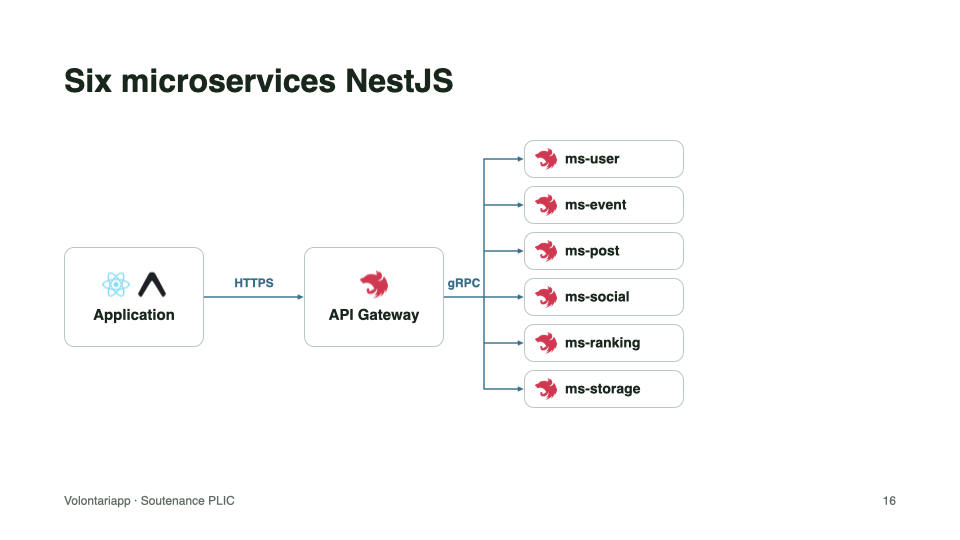 Six microservices NestJS
Application
HTTPS
API Gateway
gRPC
ms-user
ms-event
ms-post
ms-social
ms-ranking
ms-storage
Volontariapp · Soutenance PLIC
16